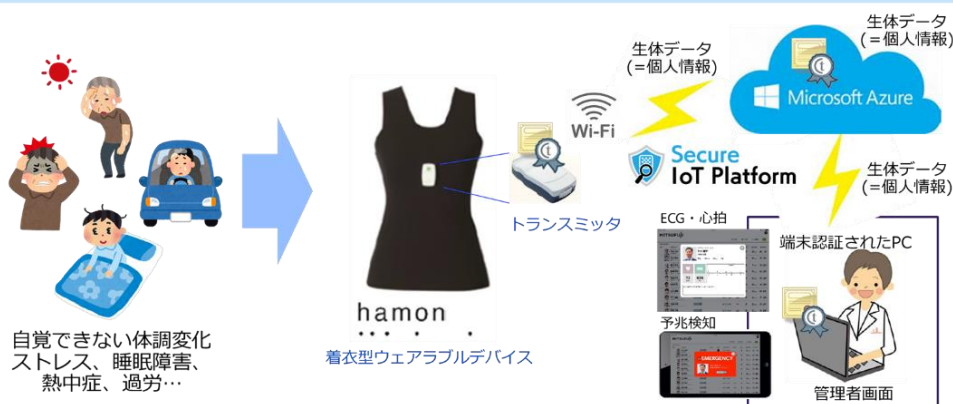 自覚できない体調変化
ストレス、睡眠障害、
熱中症、過労…
hamon
着衣型ウェアラブルデバイス
トランスミッタ
Wi-Fi
生体データ
(=個人情報)
Secure
IoT Platform
生体データ
(=個人情報)
Microsoft Azure
生体データ
(=個人情報)
ECG・心拍
予兆検知
EMERGENCY
端末認証されたPC
管理者画面